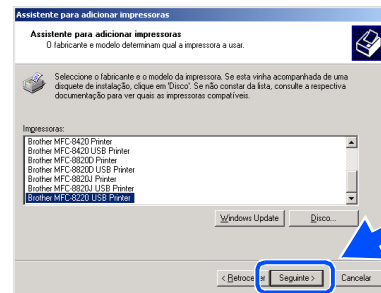 Assistente para adicionar impressoras
Assistente para adicionar impressoras
O fabricante e modelo determinam qual a impressora a usar.
Seleccione o fabricante e o modelo da impressora. Se esta vinha acompanhada de uma
disquete de instalação, clique em 'Disco'. Se não constar da lista, consulte a respectiva
documentação para ver quais as impressoras compatíveis.
Impressoras:
Brother MFC-8420 Printer
Brother MFC-8420 USB Printer
Brother MFC-8820D Printer
Brother MFC-8820D USB Printer
Brother MFC-8820J Printer
Brother MFC-8820J USB Printer
Brother MFC-8220 USB Printer
Windows Update Disco...
< Retroceder Seguinte > Cancelar